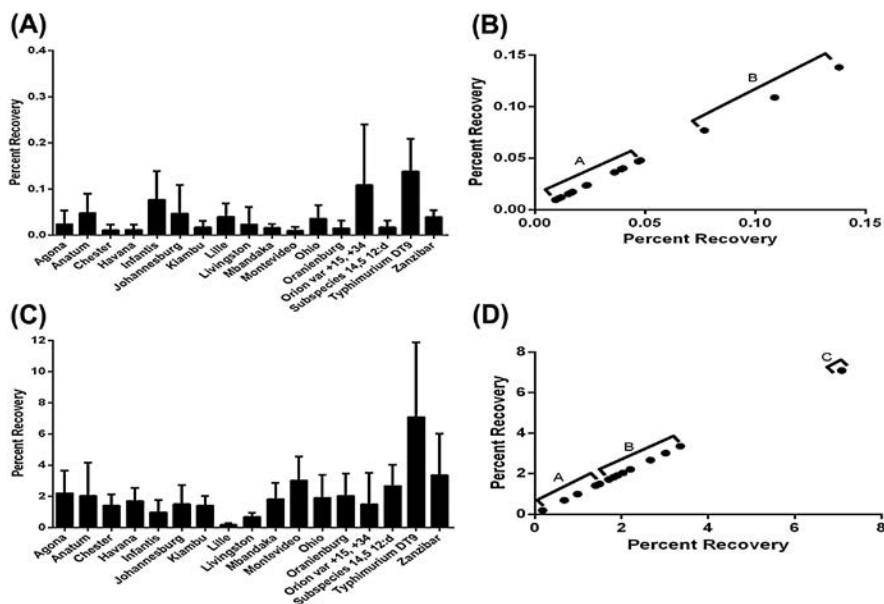 (A)
Percent Recovery
0.4
0.3
0.2
0.1
0.0
Agona
Anatum
Chester
Havana
Infantis
Johannesburg
Kiambu
Lille
Livingston
Mbandaka
Montevideo
Ohio
Oranienburg
Orion var +15, +34
Subspecies 14,5 12:d
Typhimurium DT9
Zanzibar
(B)
Percent Recovery
0.15
0.10
0.05
0.00
A
B
0.00
0.05
0.10
0.15
Percent Recovery
(C)
Percent Recovery
12
10
8
6
4
2
0
Agona
Anatum
Chester
Havana
Infantis
Johannesburg
Kiambu
Lille
Livingston
Mbandaka
Montevideo
Ohio
Oranienburg
Orion var +15, +34
Subspecies 14,5 12:d
Typhimurium DT9
Zanzibar
(D)
Percent Recovery
8
6
4
2
0
A
B
C
0
2
4
6
8
Percent Recovery